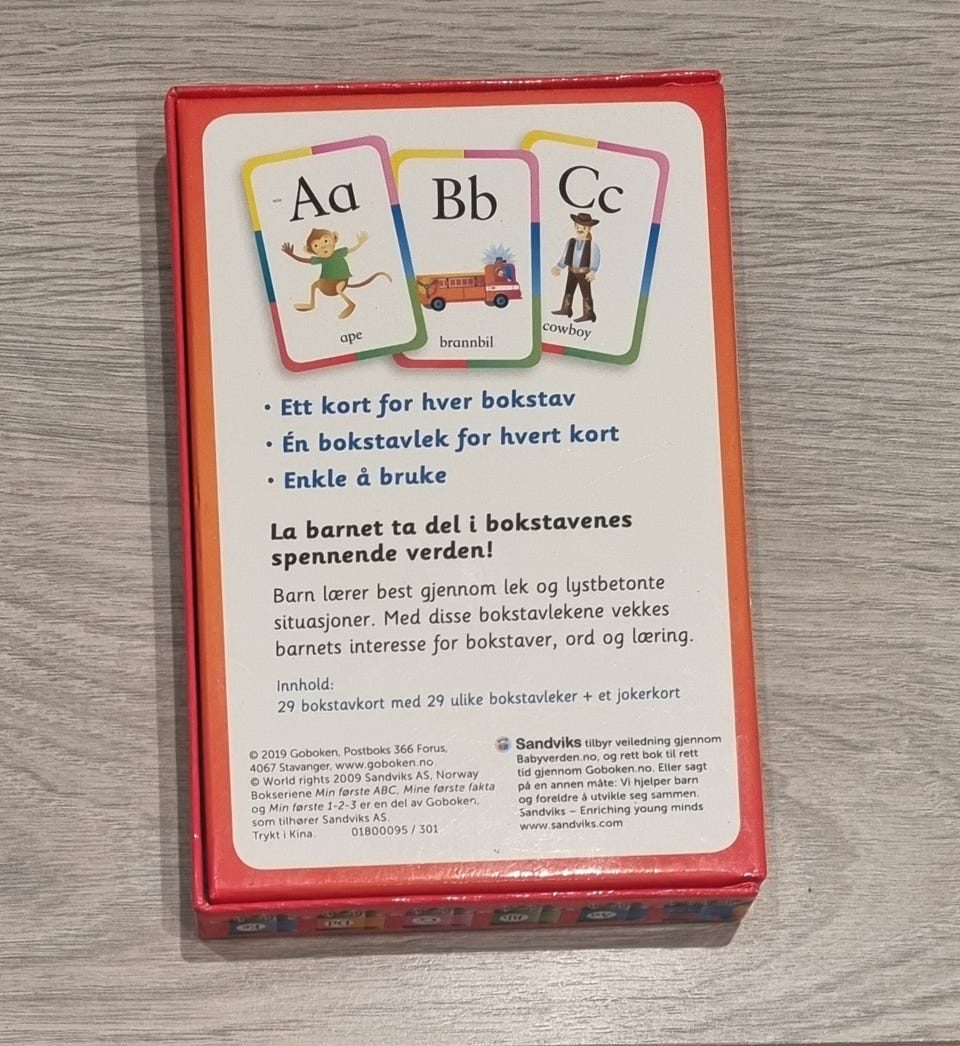 Aa
Bb
Cc
ape
brannbil
cowboy
• Ett kort for hver bokstav
• Én bokstavlek for hvert kort
• Enkle å bruke
La barnet ta del i bokstavenes
spennende verden!
Barn lærer best gjennom lek og lystbetonte
situasjoner. Med disse bokstavlekene vekkes
barnets interesse for bokstaver, ord og læring.
Innhold:
29 bokstavkort med 29 ulike bokstavleker + et jokerkort
© 2019 Goboken, Postboks 366 Forus,
4067 Stavanger, www.goboken.no
© World rights 2009 Sandviks AS, Norway
Bokseriene Min første ABC, Mine første fakta
og Min første 1-2-3 er en del av Goboken,
som tilhører Sandviks AS.
Trykt i Kina. 01800095 / 301
Sandviks tilbyr veiledning gjennom
Babyverden.no, og rett bok til rett
tid gjennom Goboken.no. Eller sagt
på en annen måte: Vi hjelper barn
og foreldre å utvikle seg sammen.
Sandviks – Enriching young minds
www.sandviks.com